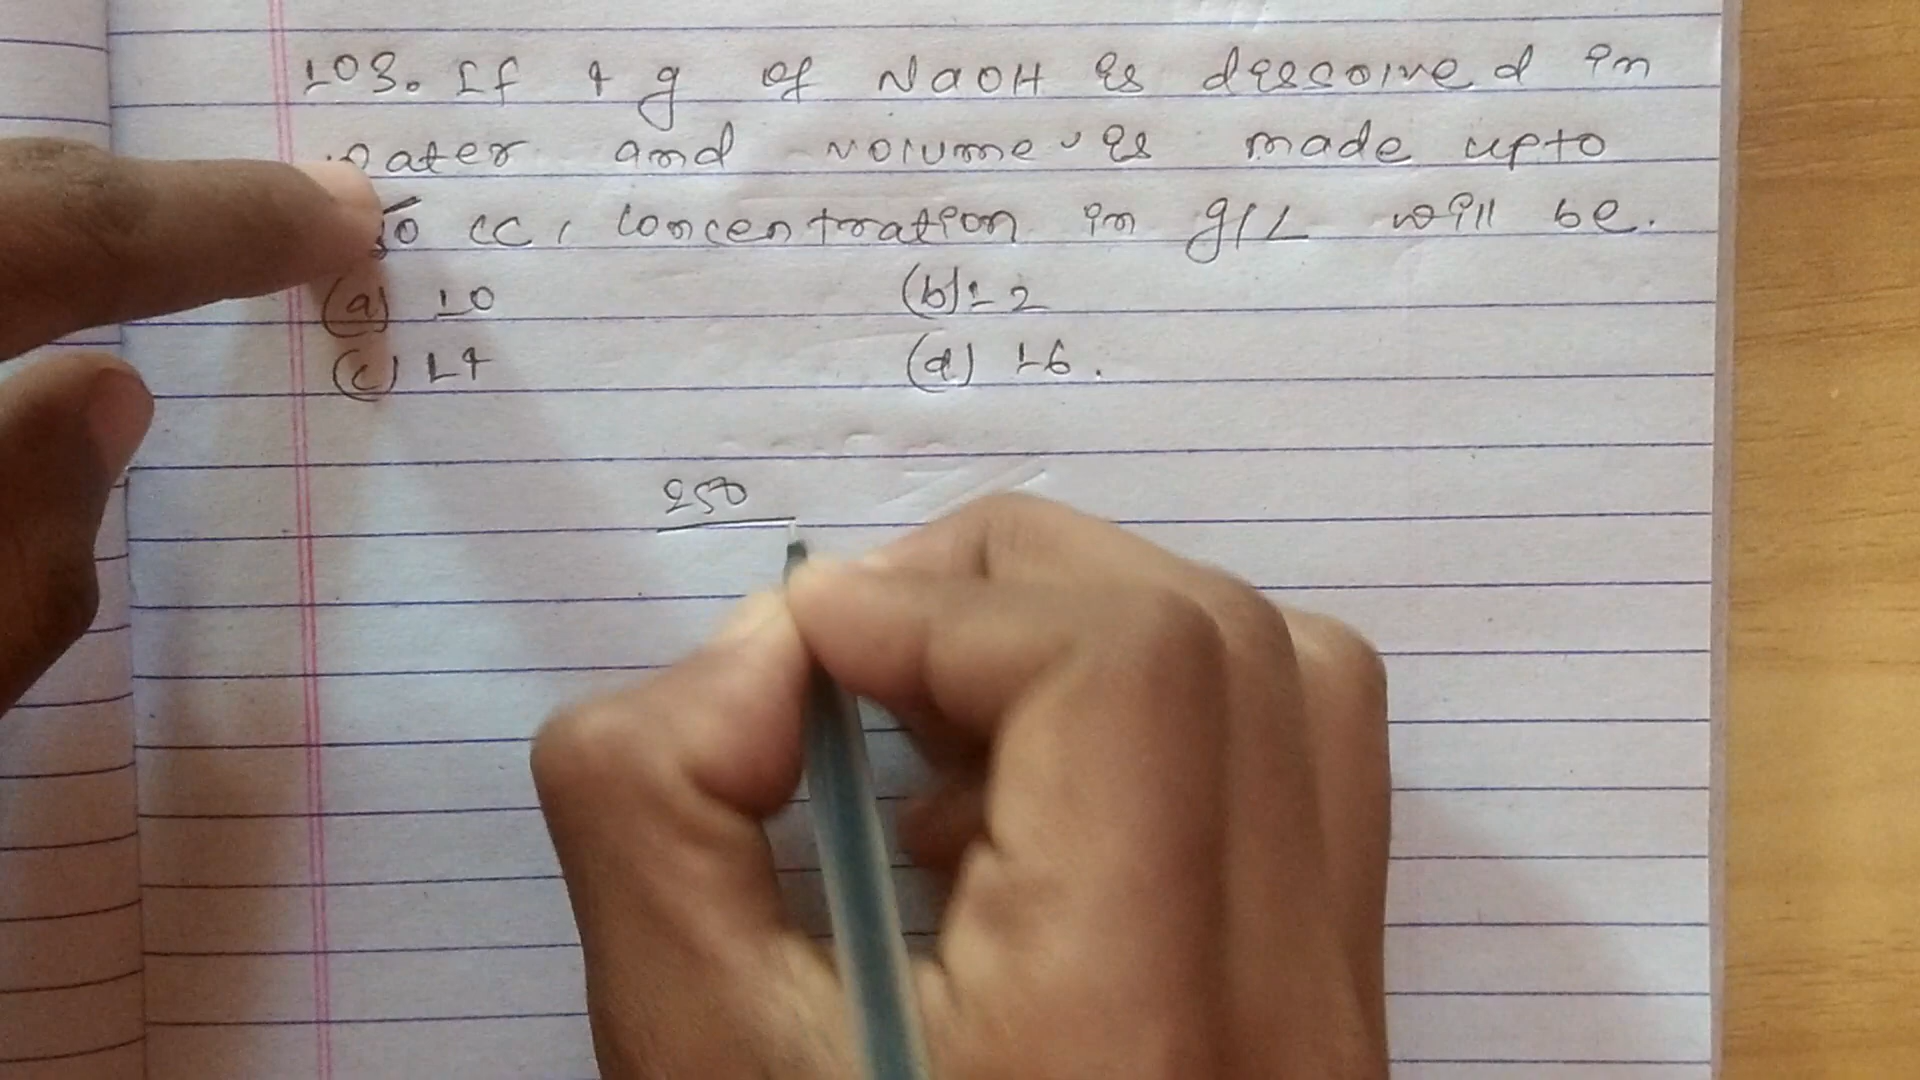 103. If 4 g of NaOH is dissolved in
water and volume is made upto
50 cc, concentration in g/L will be.
(a) 10 (b) 12
(c) 14 (d) 16.
250